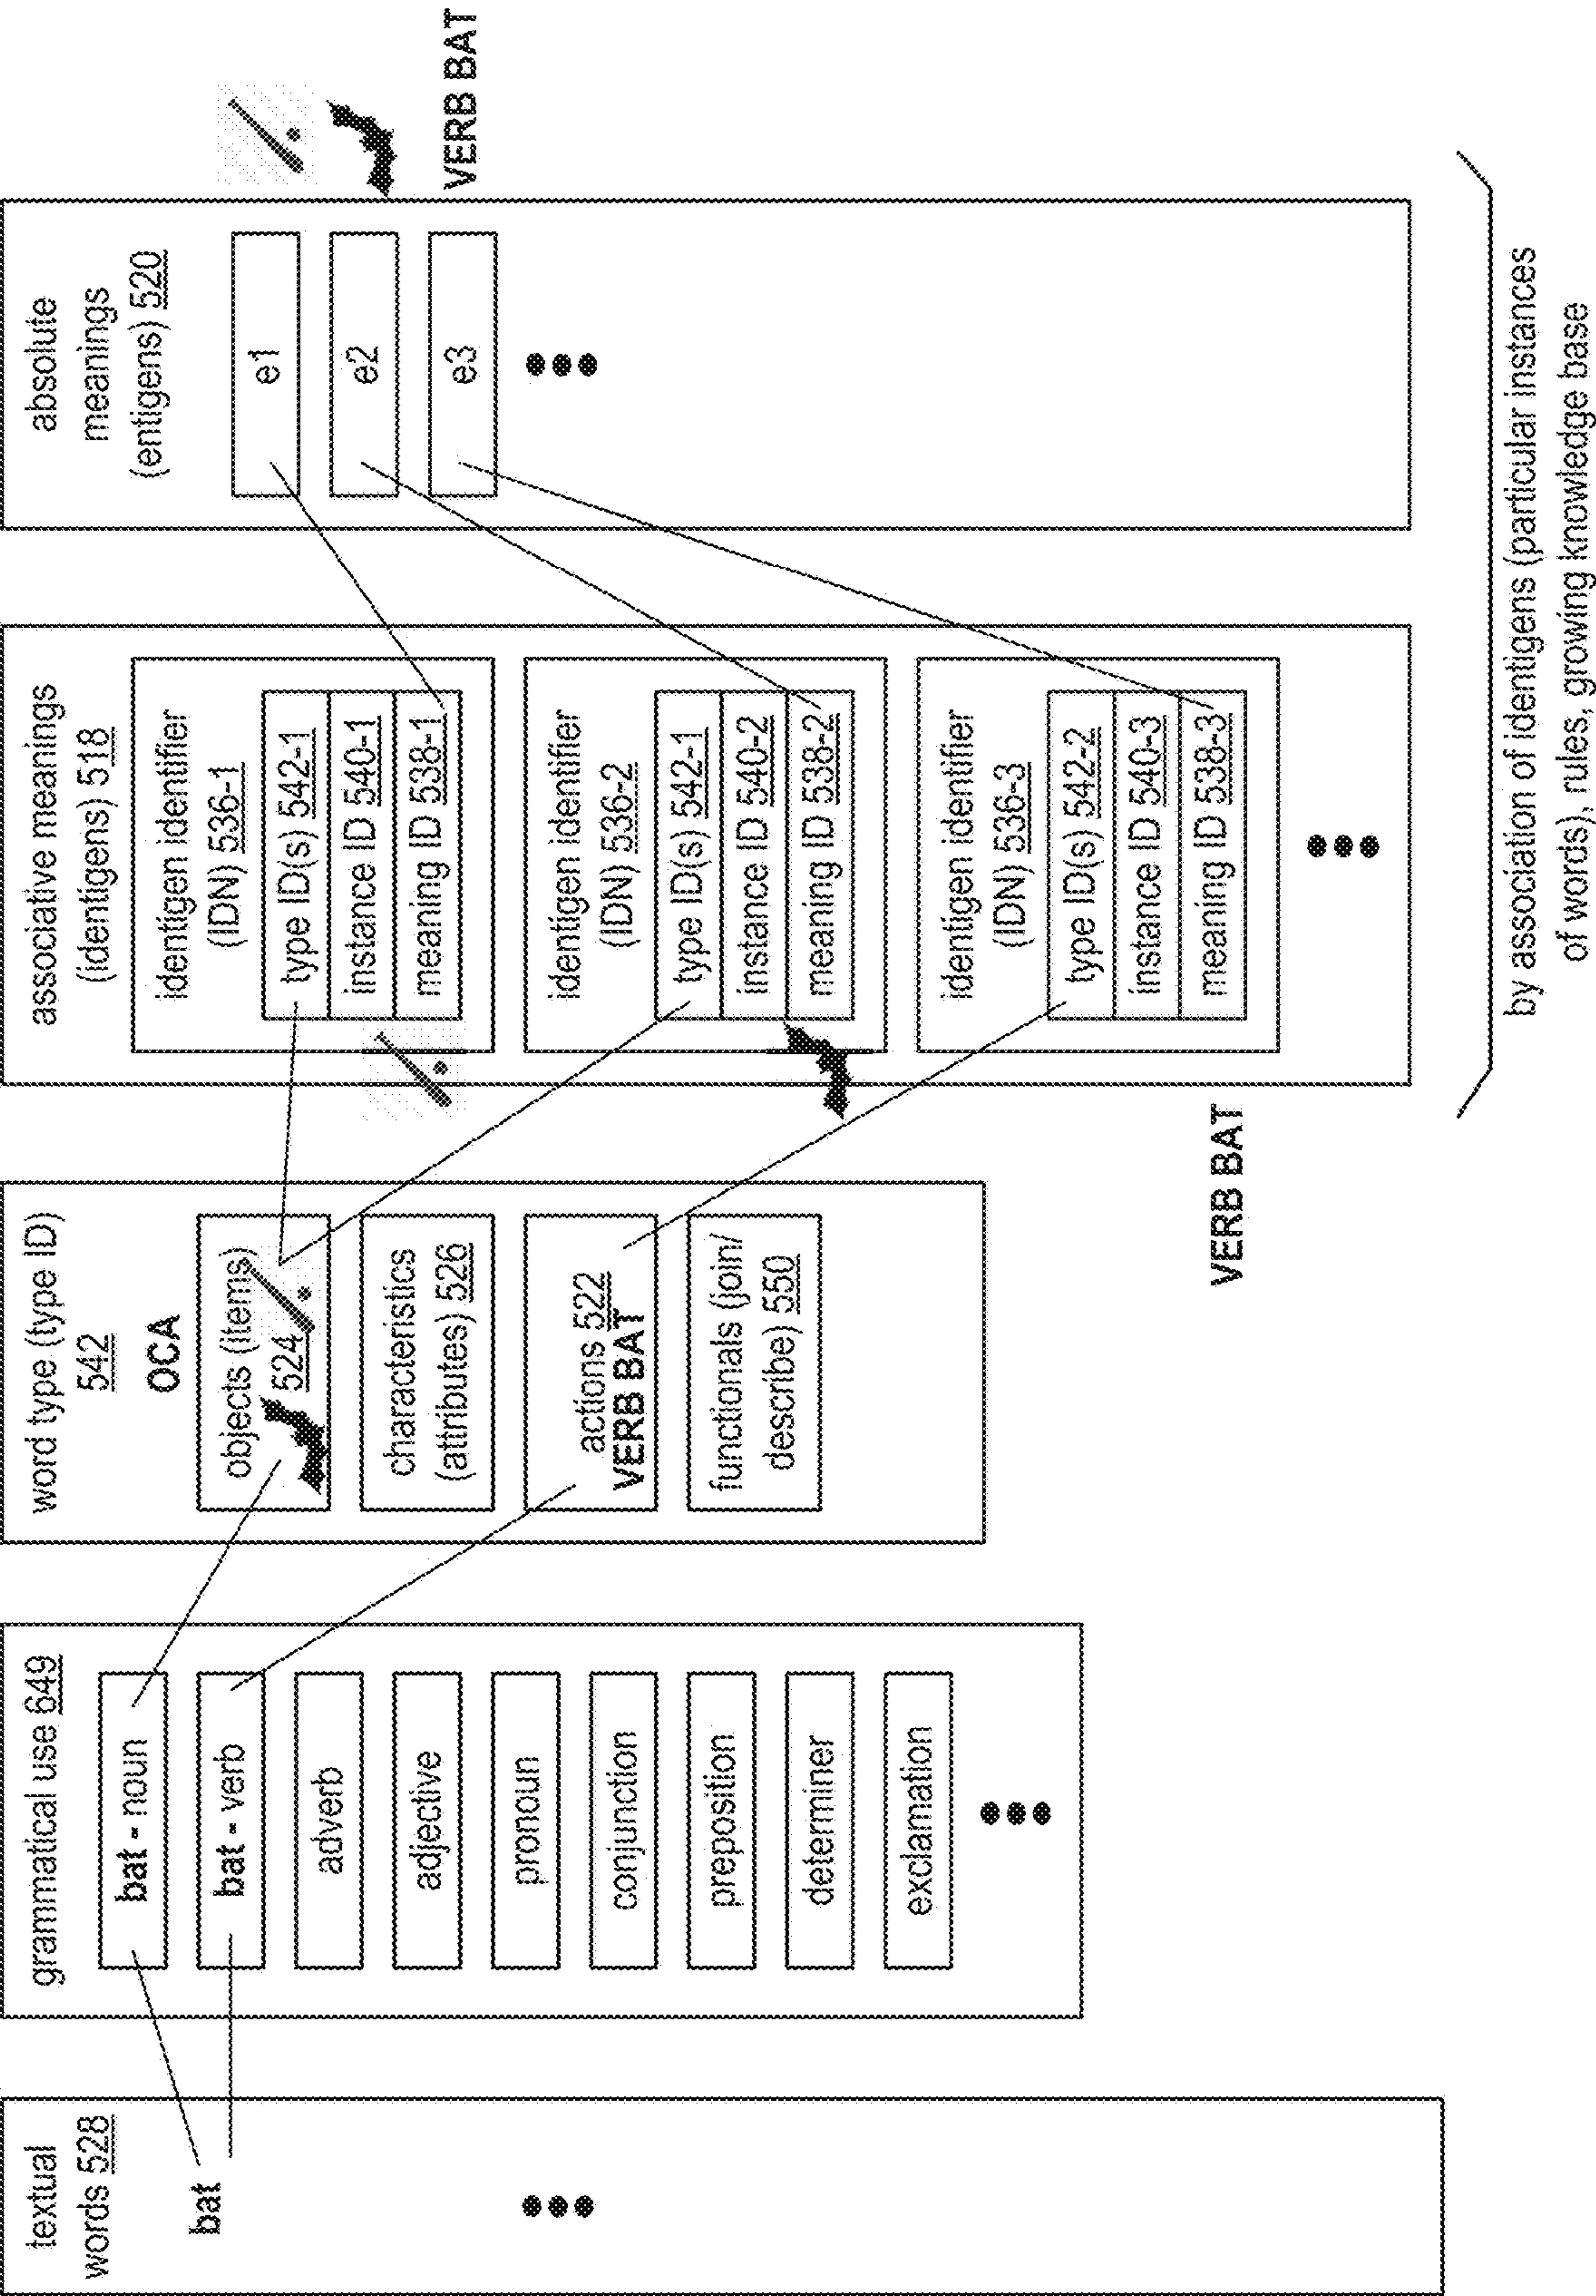 textual
words 528
bat
grammatical use 649
bat - noun
bat - verb
adverb
adjective
pronoun
conjunction
preposition
determiner
exclamation
word type (type ID)
542
OCA
objects (items)
524
characteristics
(attributes) 526
actions 522
VERB BAT
functionals (join/
describe) 550
associative meanings
(identigens) 518
identigen identifier
(IDN) 536-1
type ID(s) 542-1
instance ID 540-1
meaning ID 538-1
identigen identifier
(IDN) 536-2
type ID(s) 542-1
instance ID 540-2
meaning ID 538-2
identigen identifier
(IDN) 536-3
type ID(s) 542-2
instance ID 540-3
meaning ID 538-3
VERB BAT
absolute
meanings
(entigens) 520
e1
e2
e3
VERB BAT
by association of identigens (particular instances
of words), rules, growing knowledge base